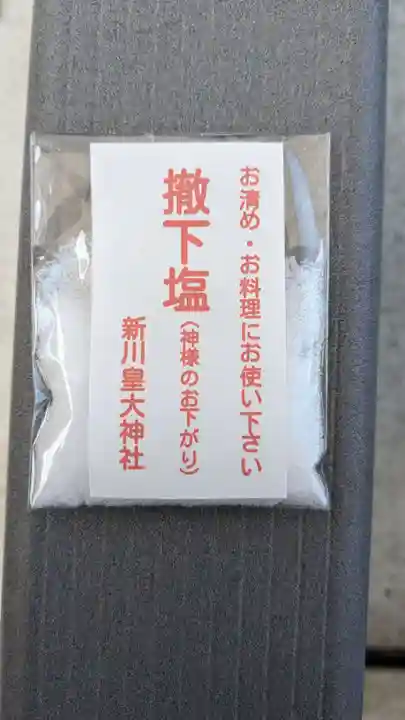 お清め・お料理にお使い下さい
撤下塩
(神様のお下がり)
新川皇大神社